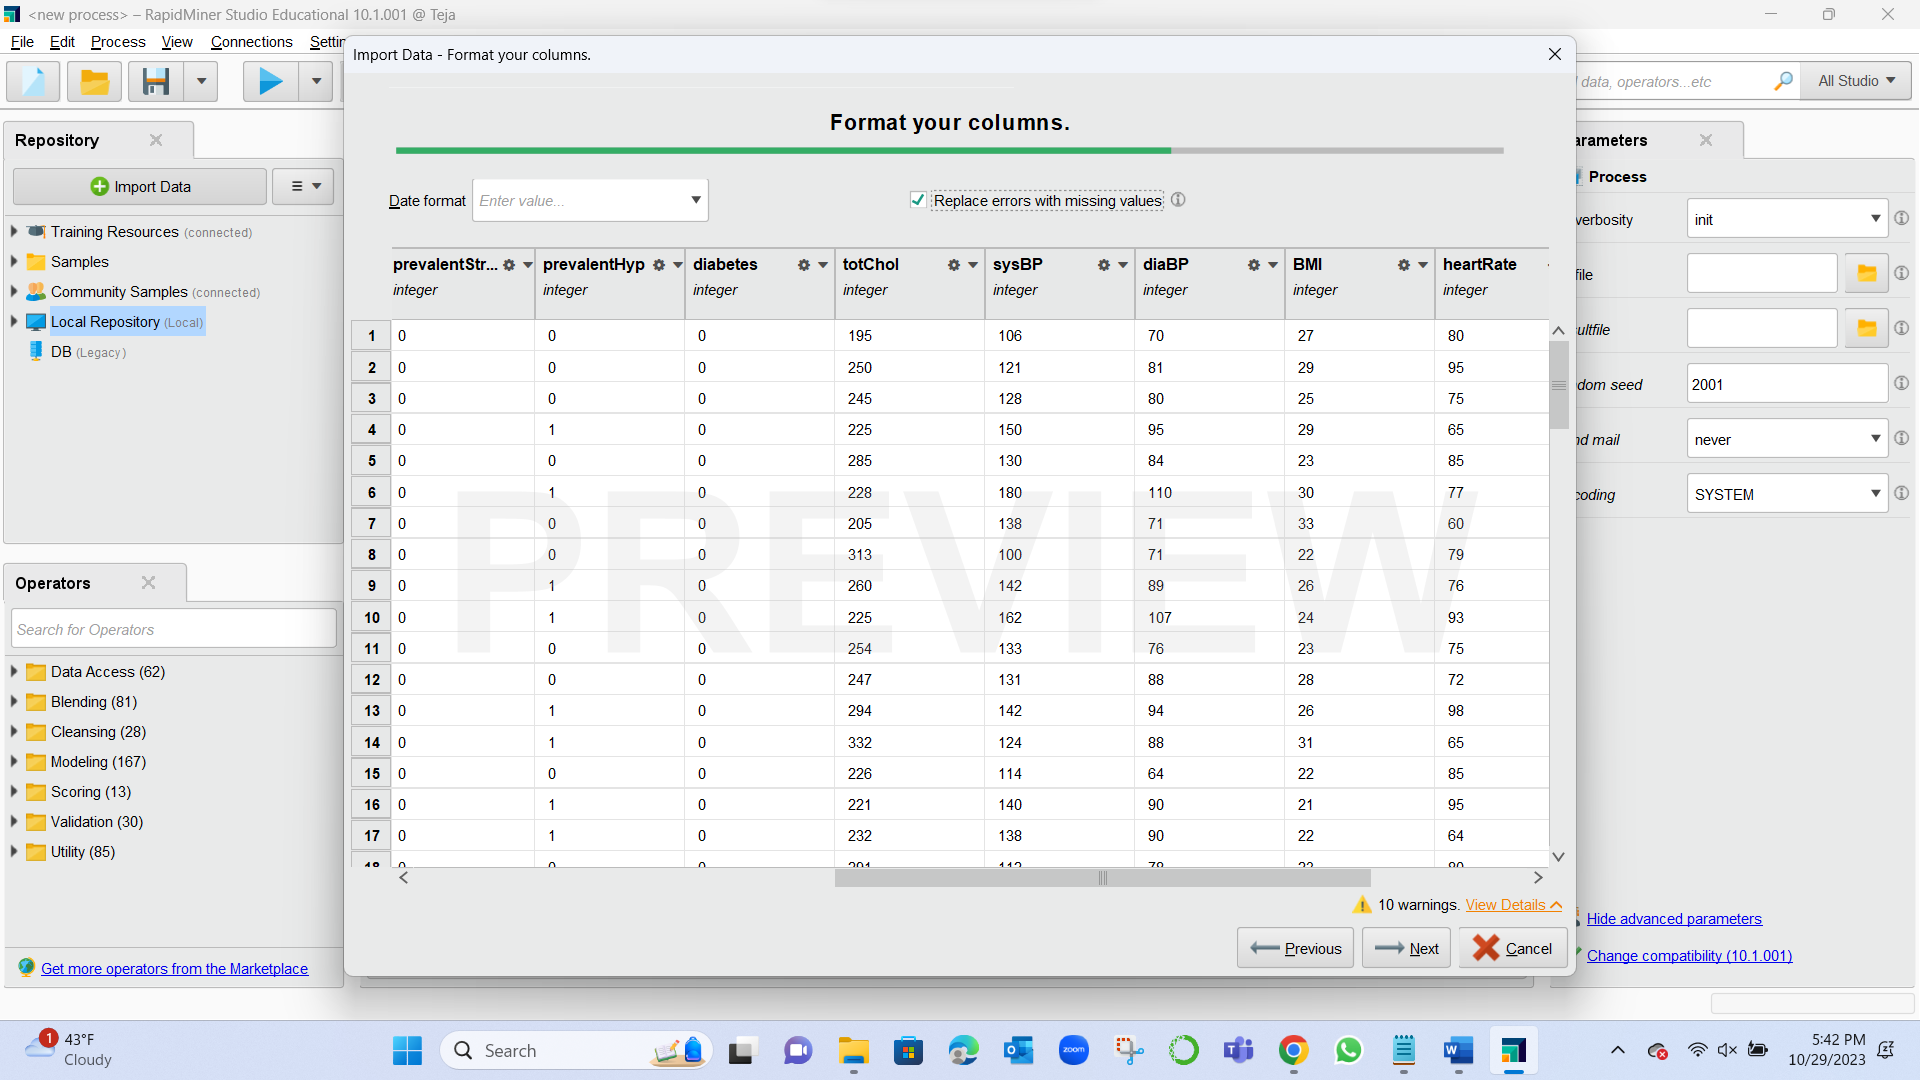 <new process> – RapidMiner Studio Educational 10.1.001 @ Teja
File Edit Process View Connections
Import Data - Format your columns.
data, operators...etc
All Studio
Format your columns.
Repository
Import Data
Training Resources (connected)
Samples
Community Samples (connected)
Local Repository (Local)
DB (Legacy)
Date format Enter value...
Replace errors with missing values
prevalentStr... prevalentHyp diabetes totChol sysBP diaBP BMI heartRate
integer integer integer integer integer integer integer integer
1 0 0 0 195 106 70 27 80
2 0 0 0 250 121 81 29 95
3 0 0 0 245 128 80 25 75
4 0 1 0 225 150 95 29 65
5 0 0 0 285 130 84 23 85
6 0 1 0 228 180 110 30 77
7 0 0 0 205 138 71 33 60
8 0 0 0 313 100 71 22 79
9 0 1 0 260 142 89 26 76
10 0 1 0 225 162 107 24 93
11 0 0 0 254 133 76 23 75
12 0 0 0 247 131 88 28 72
13 0 1 0 294 142 94 26 98
14 0 1 0 332 124 88 31 65
15 0 0 0 226 114 64 22 85
16 0 1 0 221 140 90 21 95
17 0 1 0 232 138 90 22 64
PREVIEW
10 warnings. View Details
Previous
Next
Cancel
Operators
Search for Operators
Data Access (62)
Blending (81)
Cleansing (28)
Modeling (167)
Scoring (13)
Validation (30)
Utility (85)
Get more operators from the Marketplace
Process
init
seed
2001
mail
never
SYSTEM
Hide advanced parameters
Change compatibility (10.1.001)
1
43°F
Cloudy
Search
zoom
5:42 PM
10/29/2023